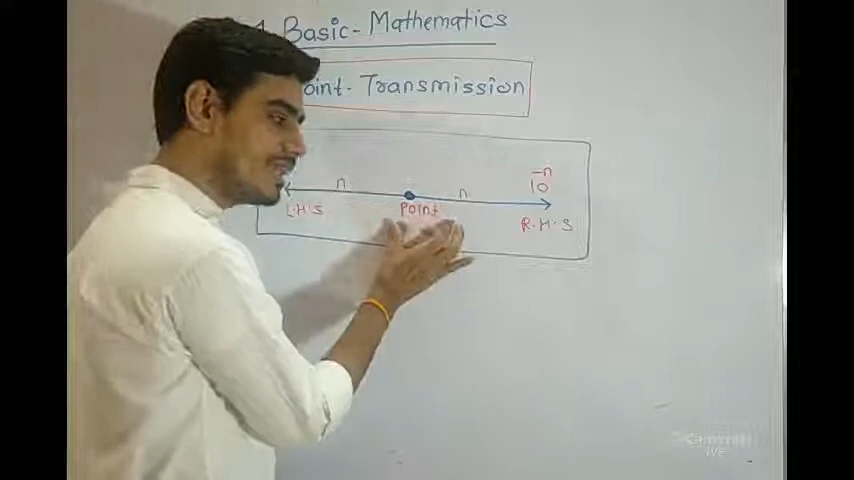 Basic-Mathematics
oint-Transmission
n n -n
10
L.H.S Point R.H.S